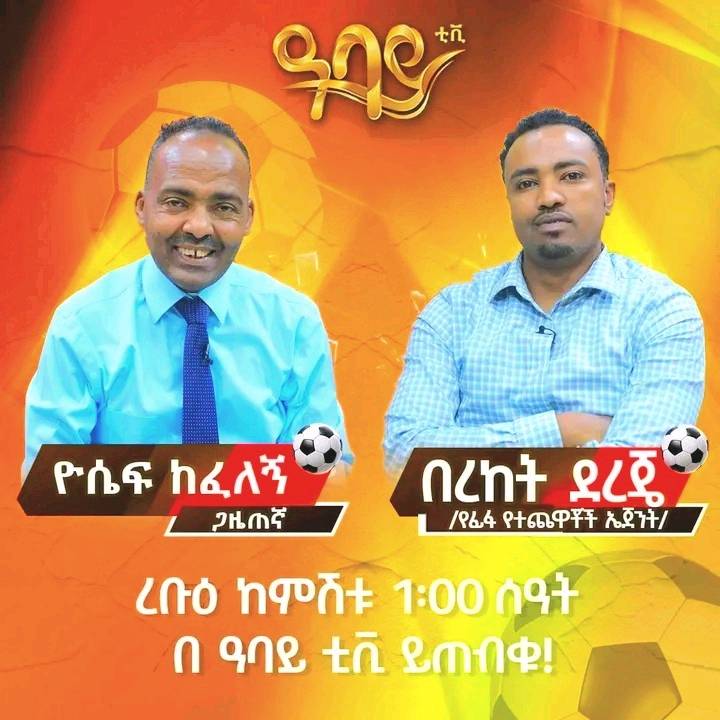 ዓባይ ቲቪ
ዮሴፍ ከፈለኝ
ጋዜጠኛ
በረከት ደረጄ
/የፊፋ የተጨዋቾች ኤጀንት/
ረቡዕ ከምሽቱ 1:00 ሰዓት
በ ዓባይ ቲቪ ይጠብቁ!